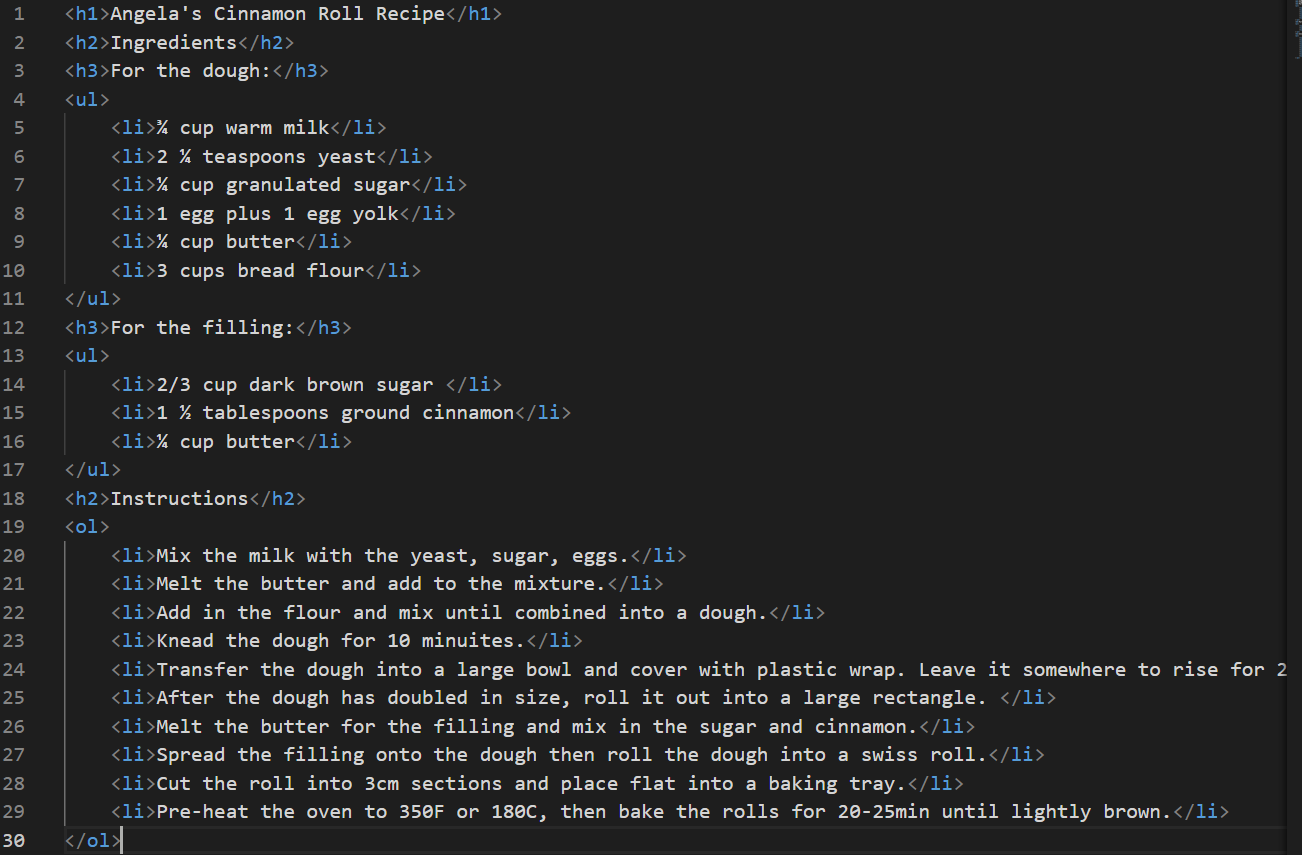 1 <h1>Angela's Cinnamon Roll Recipe</h1>
2 <h2>Ingredients</h2>
3 <h3>For the dough:</h3>
4 <ul>
5     <li>¾ cup warm milk</li>
6     <li>2 ¼ teaspoons yeast</li>
7     <li>¼ cup granulated sugar</li>
8     <li>1 egg plus 1 egg yolk</li>
9     <li>¼ cup butter</li>
10     <li>3 cups bread flour</li>
11 </ul>
12 <h3>For the filling:</h3>
13 <ul>
14     <li>2/3 cup dark brown sugar </li>
15     <li>1 ½ tablespoons ground cinnamon</li>
16     <li>¼ cup butter</li>
17 </ul>
18 <h2>Instructions</h2>
19 <ol>
20     <li>Mix the milk with the yeast, sugar, eggs.</li>
21     <li>Melt the butter and add to the mixture.</li>
22     <li>Add in the flour and mix until combined into a dough.</li>
23     <li>Knead the dough for 10 minuites.</li>
24     <li>Transfer the dough into a large bowl and cover with plastic wrap. Leave it somewhere to rise for 2
25     <li>After the dough has doubled in size, roll it out into a large rectangle. </li>
26     <li>Melt the butter for the filling and mix in the sugar and cinnamon.</li>
27     <li>Spread the filling onto the dough then roll the dough into a swiss roll.</li>
28     <li>Cut the roll into 3cm sections and place flat into a baking tray.</li>
29     <li>Pre-heat the oven to 350F or 180C, then bake the rolls for 20-25min until lightly brown.</li>
30 </ol>